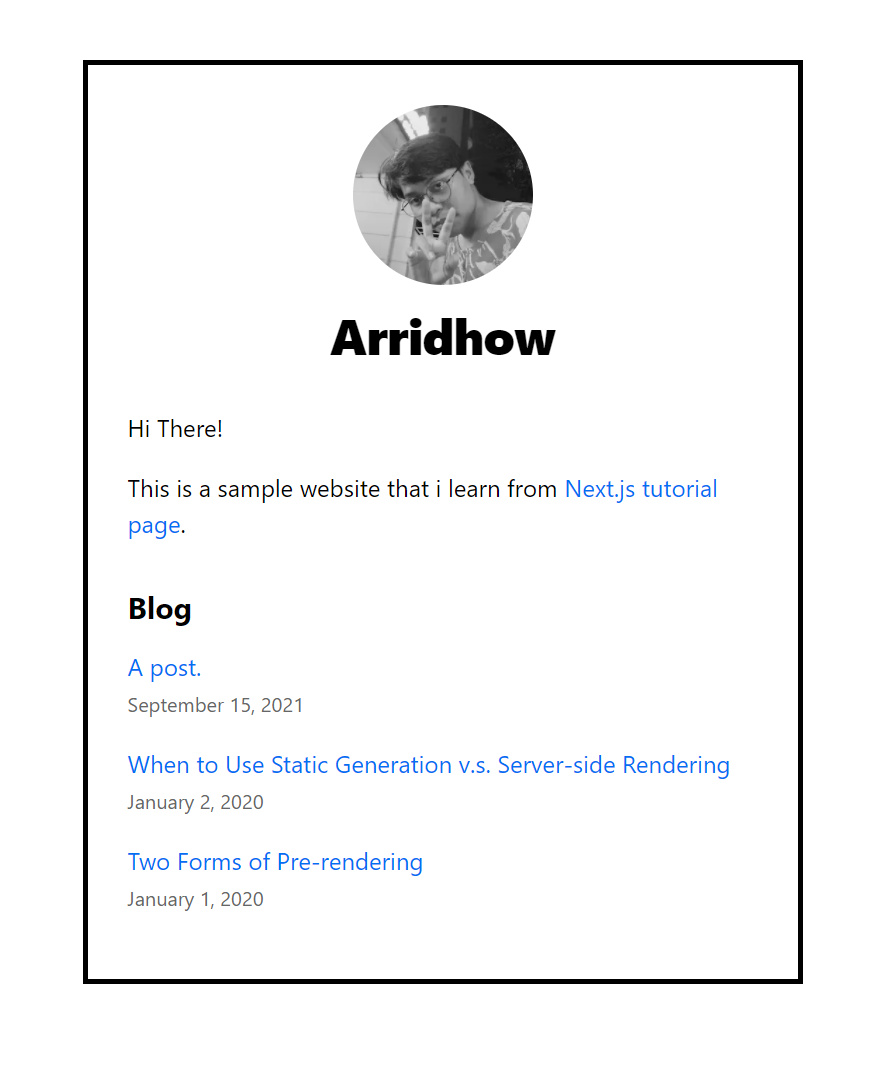 Arridhow
Hi There!
This is a sample website that i learn from Next.js tutorial
page.
Blog
A post.
September 15, 2021
When to Use Static Generation v.s. Server-side Rendering
January 2, 2020
Two Forms of Pre-rendering
January 1, 2020